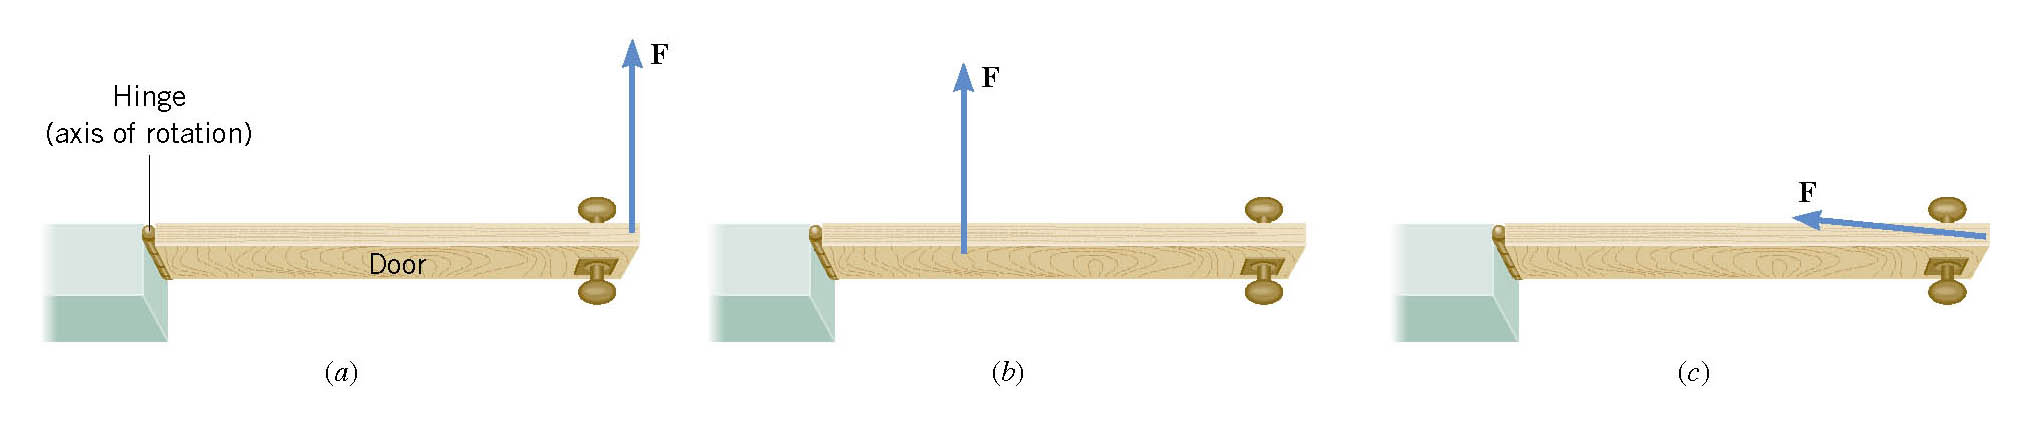 F
Hinge
(axis of rotation)
Door
(a)
F
(b)
F
(c)